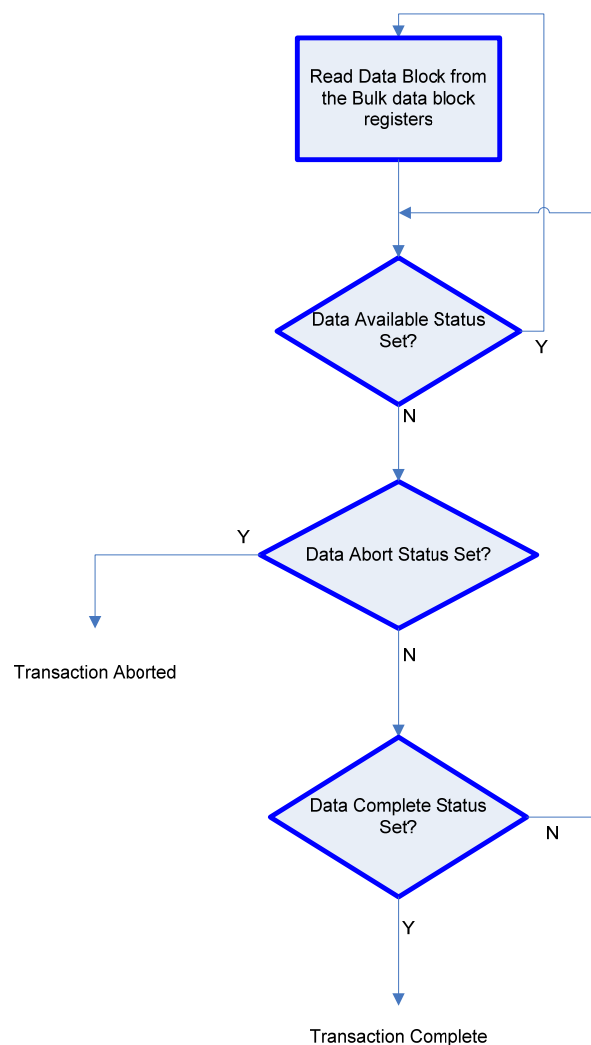 Read Data Block from
the Bulk data block
registers
Data Available Status
Set?
Y
N
Y
Data Abort Status Set?
N
Transaction Aborted
Data Complete Status
Set?
N
Y
Transaction Complete